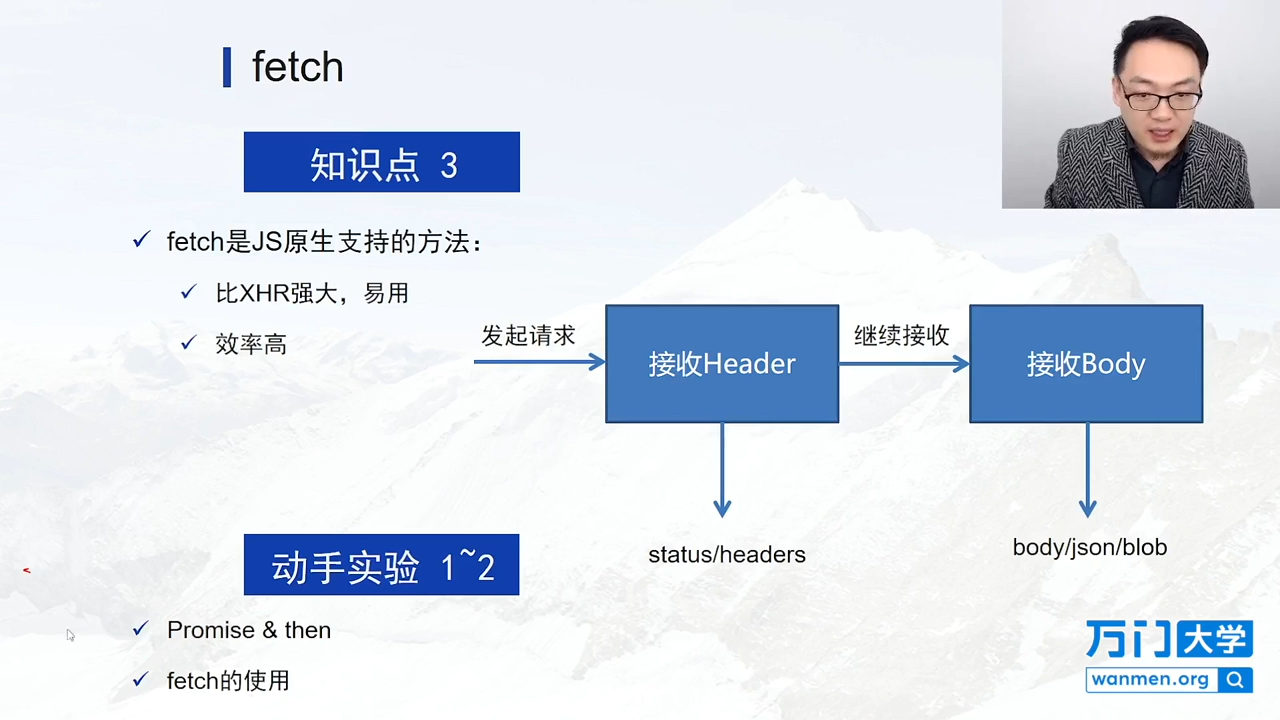 fetch
知识点 3
fetch是JS原生支持的方法：
比XHR强大，易用
效率高
发起请求
接收Header
继续接收
接收Body
status/headers
body/json/blob
动手实验 1~2
Promise & then
fetch的使用
万门大学
wanmen.org